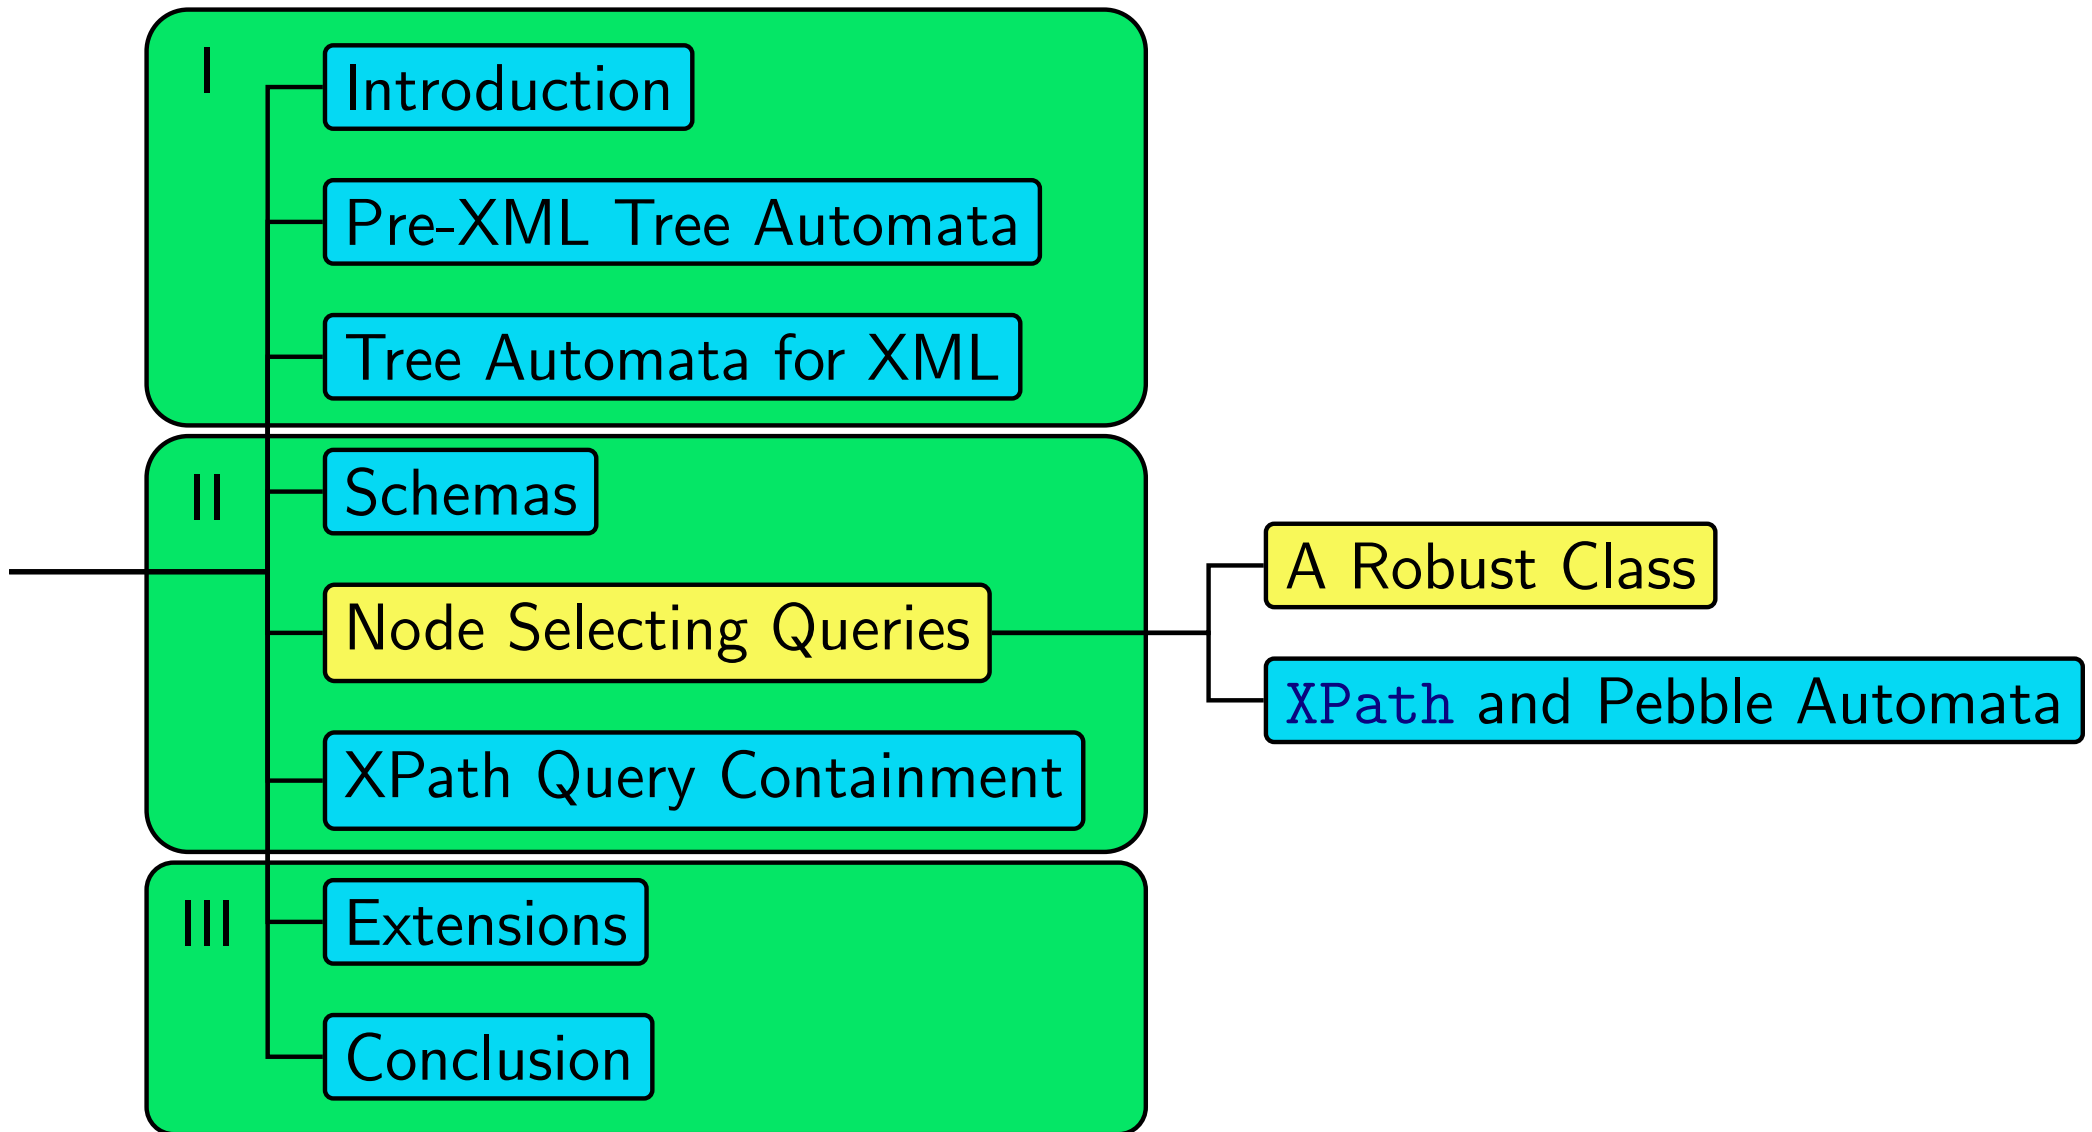 I
Introduction
Pre-XML Tree Automata
Tree Automata for XML
II
Schemas
Node Selecting Queries
A Robust Class
XPath and Pebble Automata
XPath Query Containment
III
Extensions
Conclusion